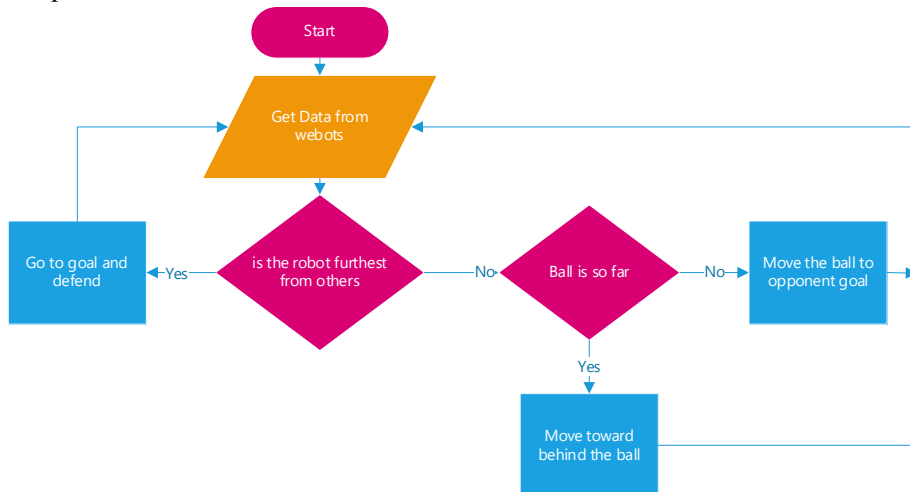 Start
Get Data from
webots
Go to goal and
defend
Yes
is the robot furthest
from others
No
Ball is so far
No
Move the ball to
opponent goal
Yes
Move toward
behind the ball